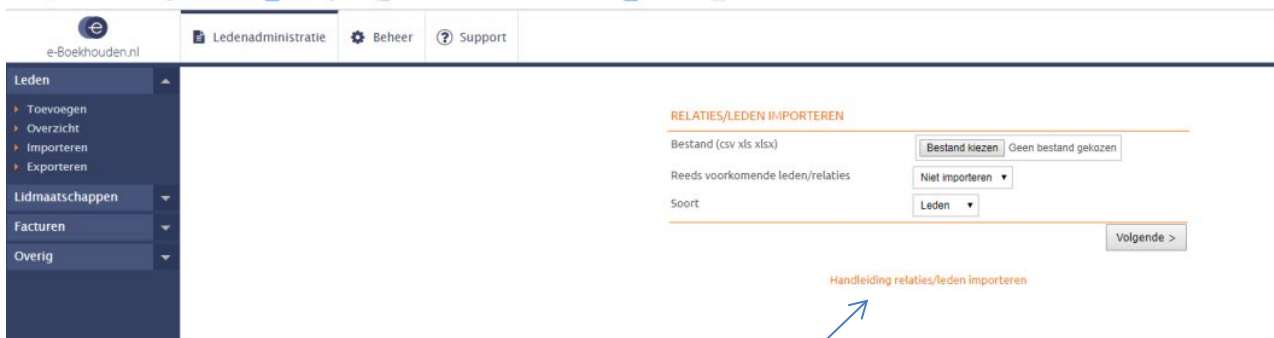 e-Boekhouden.nl
Ledenadministratie Beheer Support
Leden
Toevoegen
Overzicht
Importeren
Exporteren
Lidmaatschappen
Facturen
Overig
RELATIES/LEDEN IMPORTEREN
Bestand (csv xls xlsx) Bestand kiezen Geen bestand gekozen
Reeds voorkomende leden/relaties Niet importeren
Soort Leden
Volgende >
Handleiding relaties/leden importeren